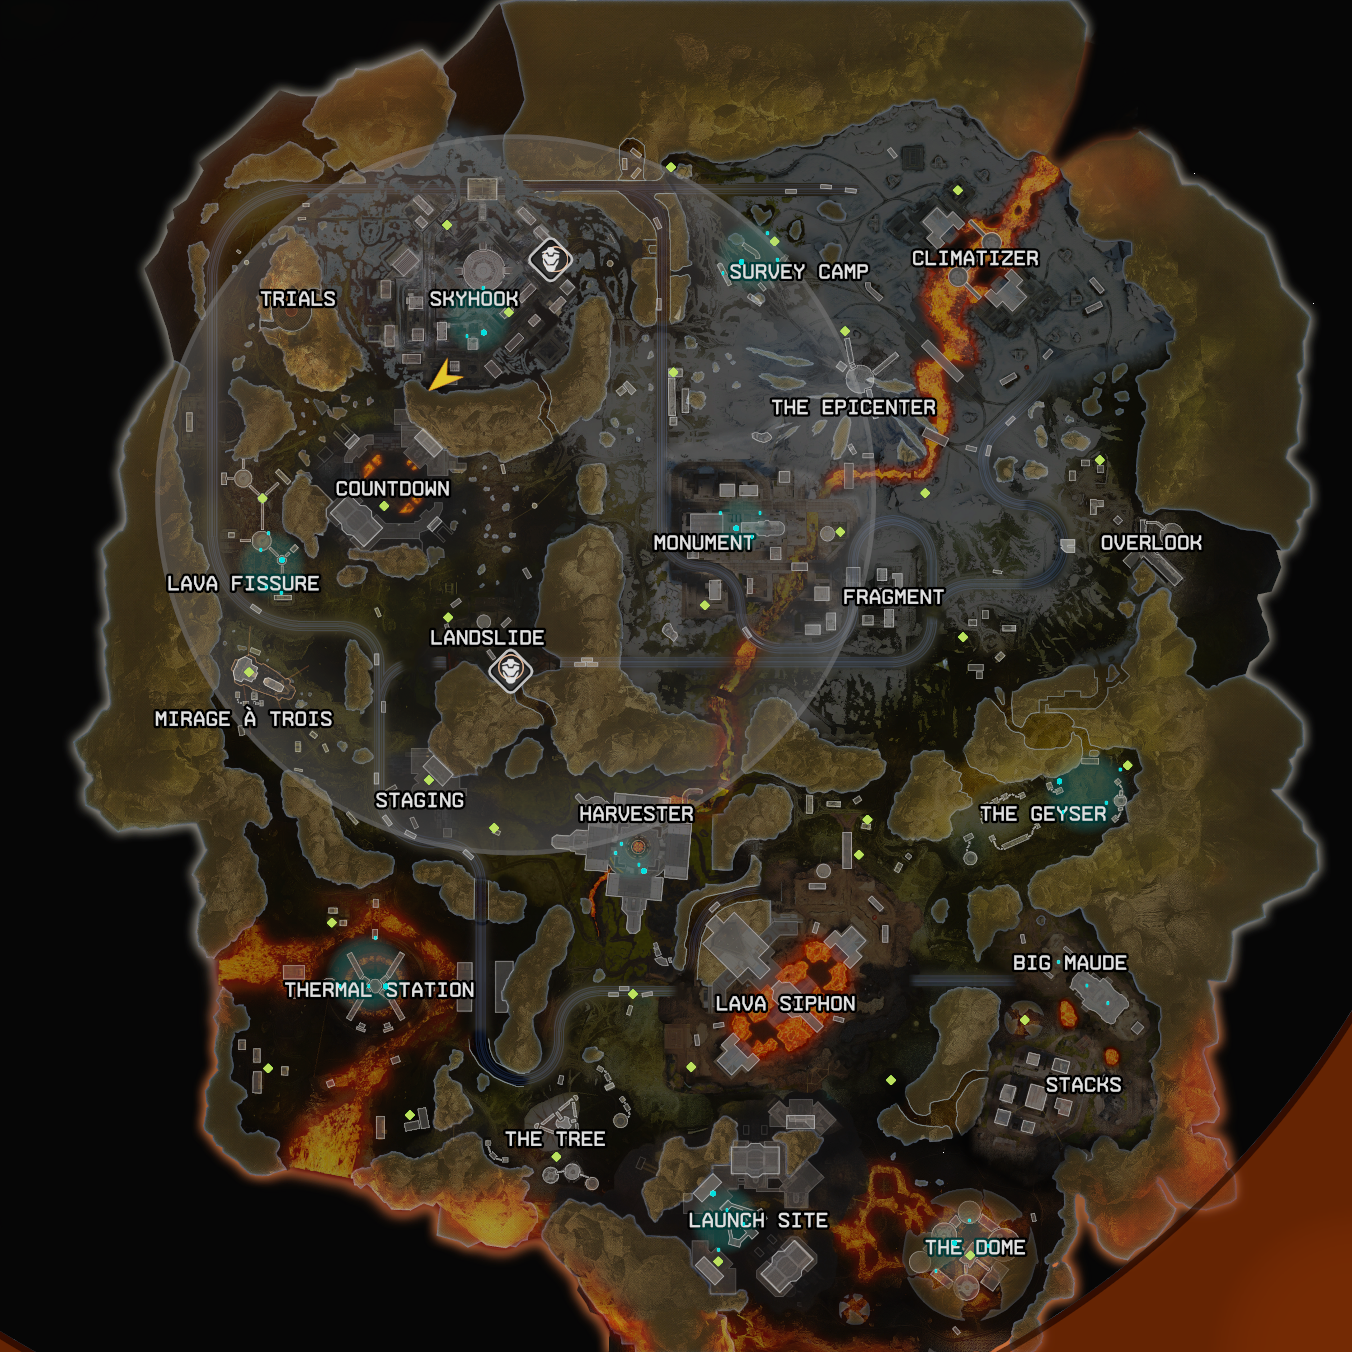 CLIMATIZER
SURVEY CAMP
TRIALS
SKYHOOK
THE EPICENTER
COUNTDOWN
MONUMENT
OVERLOOK
LAVA FISSURE
FRAGMENT
LANDSLIDE
MIRAGE À TROIS
STAGING
HARVESTER
THE GEYSER
BIG MAUDE
THERMAL STATION
LAVA SIPHON
STACKS
THE TREE
LAUNCH SITE
THE DOME